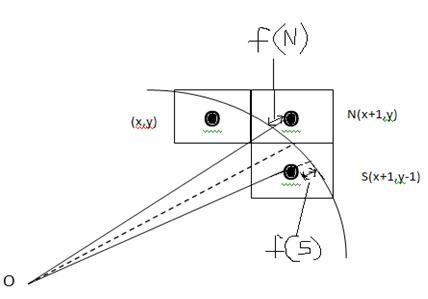 f(N)
(x,y)
N(x+1,y)
S(x+1,y-1)
f(S)
O